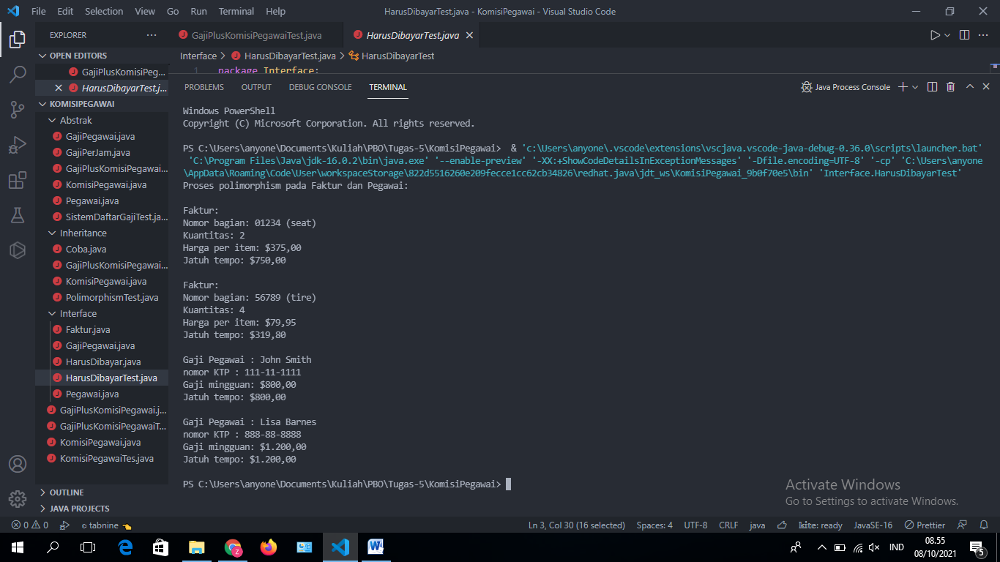 File Edit Selection View Go Run Terminal Help HarusDibayarTest.java - KomisiPegawai - Visual Studio Code
EXPLORER ···
OPEN EDITORS
GajiPlusKomisiPeg...
HarusDibayarTest.j...
KOMISIPEGAWAI
Abstrak
GajiPegawai.java
GajiPerJam.java
GajiPlusKomisiPegawai...
KomisiPegawai.java
Pegawai.java
SistemDaftarGajiTest.ja...
Inheritance
Coba.java
GajiPlusKomisiPegawai...
KomisiPegawai.java
PolimorphismTest.java
Interface
Faktur.java
GajiPegawai.java
HarusDibayar.java
HarusDibayarTest.java
Pegawai.java
GajiPlusKomisiPegawai.j...
GajiPlusKomisiPegawaiT...
KomisiPegawai.java
KomisiPegawaiTes.java
OUTLINE
JAVA PROJECTS
GajiPlusKomisiPegawaiTest.java HarusDibayarTest.java
Interface > HarusDibayarTest.java > HarusDibayarTest
1 package Interface;
PROBLEMS OUTPUT DEBUG CONSOLE TERMINAL Java Process Console
Windows PowerShell
Copyright (C) Microsoft Corporation. All rights reserved.
PS C:\Users\anyone\Documents\Kuliah\PBO\Tugas-5\KomisiPegawai> & 'c:\Users\anyone\.vscode\extensions\vscjava.vscode-java-debug-0.36.0\scripts\launcher.bat'
'C:\Program Files\Java\jdk-16.0.2\bin\java.exe' '--enable-preview' '-XX:+ShowCodeDetailsInExceptionMessages' '-Dfile.encoding=UTF-8' '-cp' 'C:\Users\anyone
\AppData\Roaming\Code\User\workspaceStorage\822d5516260e209fecce1cc62cb34826\redhat.java\jdt_ws\KomisiPegawai_9b0f70e5\bin' 'Interface.HarusDibayarTest'
Proses polimorphism pada Faktur dan Pegawai:
Faktur:
Nomor bagian: 01234 (seat)
Kuantitas: 2
Harga per item: $375,00
Jatuh tempo: $750,00
Faktur:
Nomor bagian: 56789 (tire)
Kuantitas: 4
Harga per item: $79,95
Jatuh tempo: $319,80
Gaji Pegawai : John Smith
nomor KTP : 111-11-1111
Gaji mingguan: $800,00
Jatuh tempo: $800,00
Gaji Pegawai : Lisa Barnes
nomor KTP : 888-88-8888
Gaji mingguan: $1.200,00
Jatuh tempo: $1.200,00
PS C:\Users\anyone\Documents\Kuliah\PBO\Tugas-5\KomisiPegawai>
Activate Windows
Go to Settings to activate Windows.
0 0 tabnine Ln 3, Col 30 (16 selected) Spaces: 4 UTF-8 CRLF java kite: ready JavaSE-16 Prettier
IND 08.55
08/10/2021 5